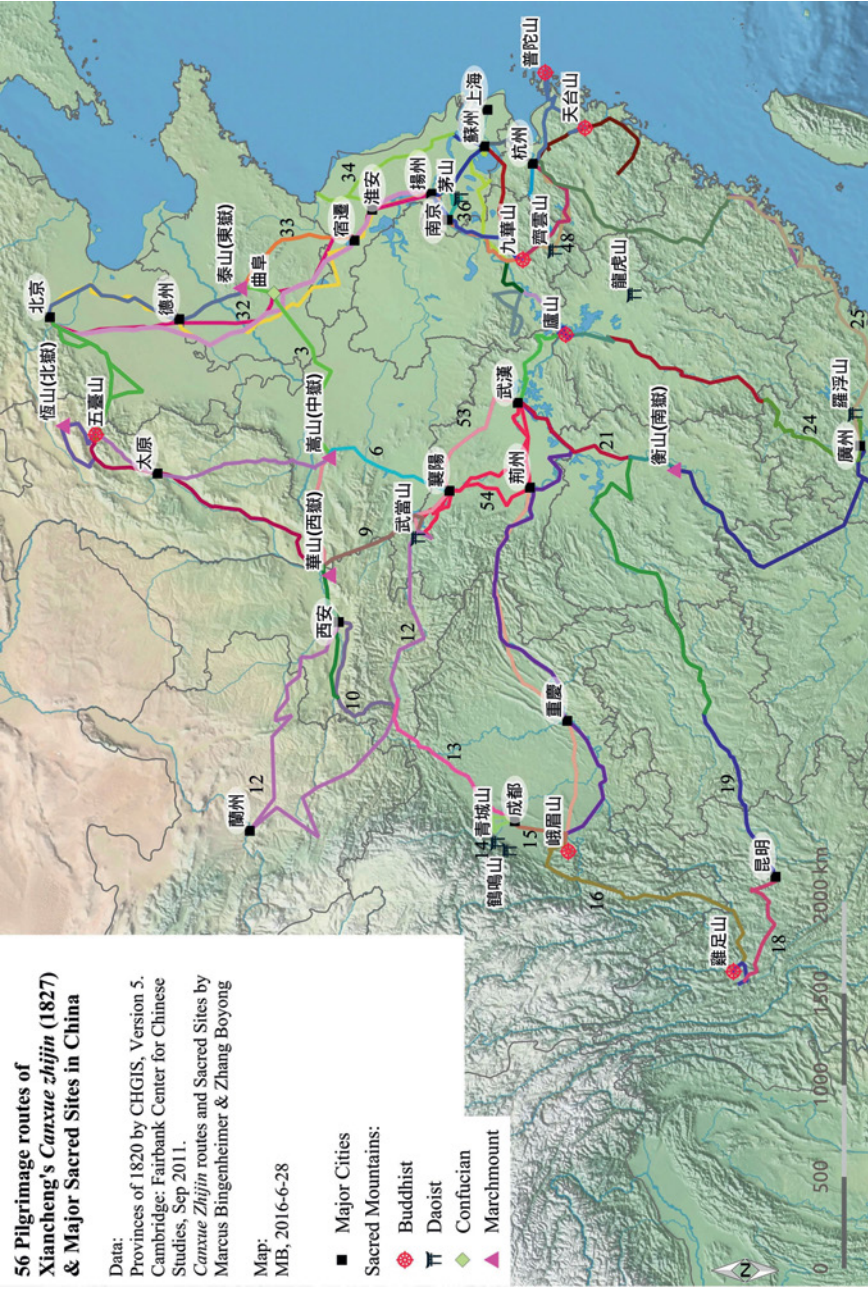 56 Pilgrimage routes of
Xiancheng's Canxue zhijin (1827)
& Major Sacred Sites in China
Data:
Provinces of 1820 by CHGIS, Version 5.
Cambridge: Fairbank Center for Chinese
Studies, Sep 2011.
Canxue Zhijin routes and Sacred Sites by
Marcus Bingenheimer & Zhang Boyong
Map:
MB, 2016-6-28
Major Cities
Sacred Mountains:
Buddhist
Daoist
Confucian
Marchmount
北京
恆山(北嶽)
五臺山
德州
太原
泰山(東嶽)
曲阜
32
33
34
3
宿遷
淮安
蘭州
12
西安
華山(西嶽)
嵩山(中嶽)
10
9
6
12
武當山
襄陽
53
54
揚州
茅山
南京
36
蘇州
上海
杭州
普陀山
天台山
九華山
齊雲山
48
13
14
青城山
鶴鳴山
成都
15
峨眉山
重慶
荊州
武漢
廬山
龍虎山
21
16
19
衡山(南嶽)
24
25
雞足山
18
昆明
廣州
羅浮山
N
0
500
1000
1500
2000 km